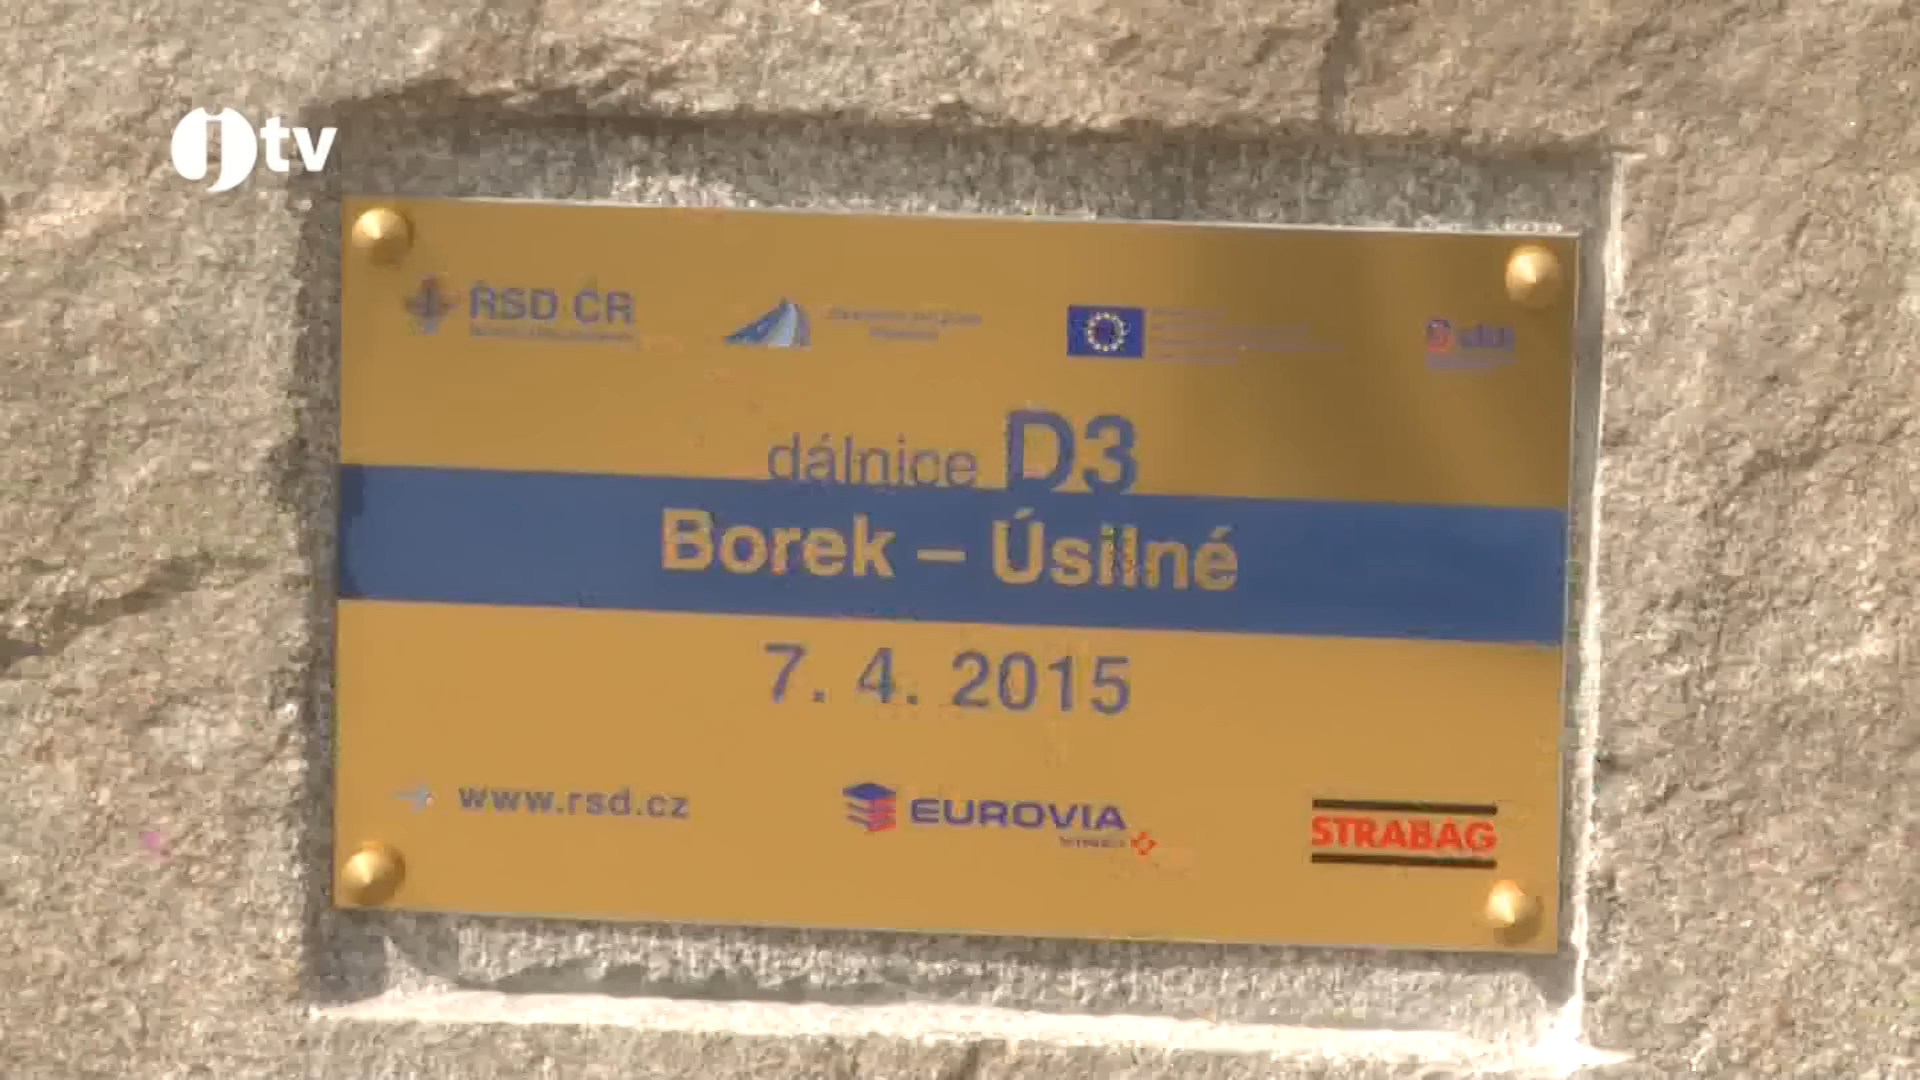 jtv
ŘSD ČR
dálnice D3
Borek – Úsilné
7. 4. 2015
www.rsd.cz
EUROVIA
STRABAG